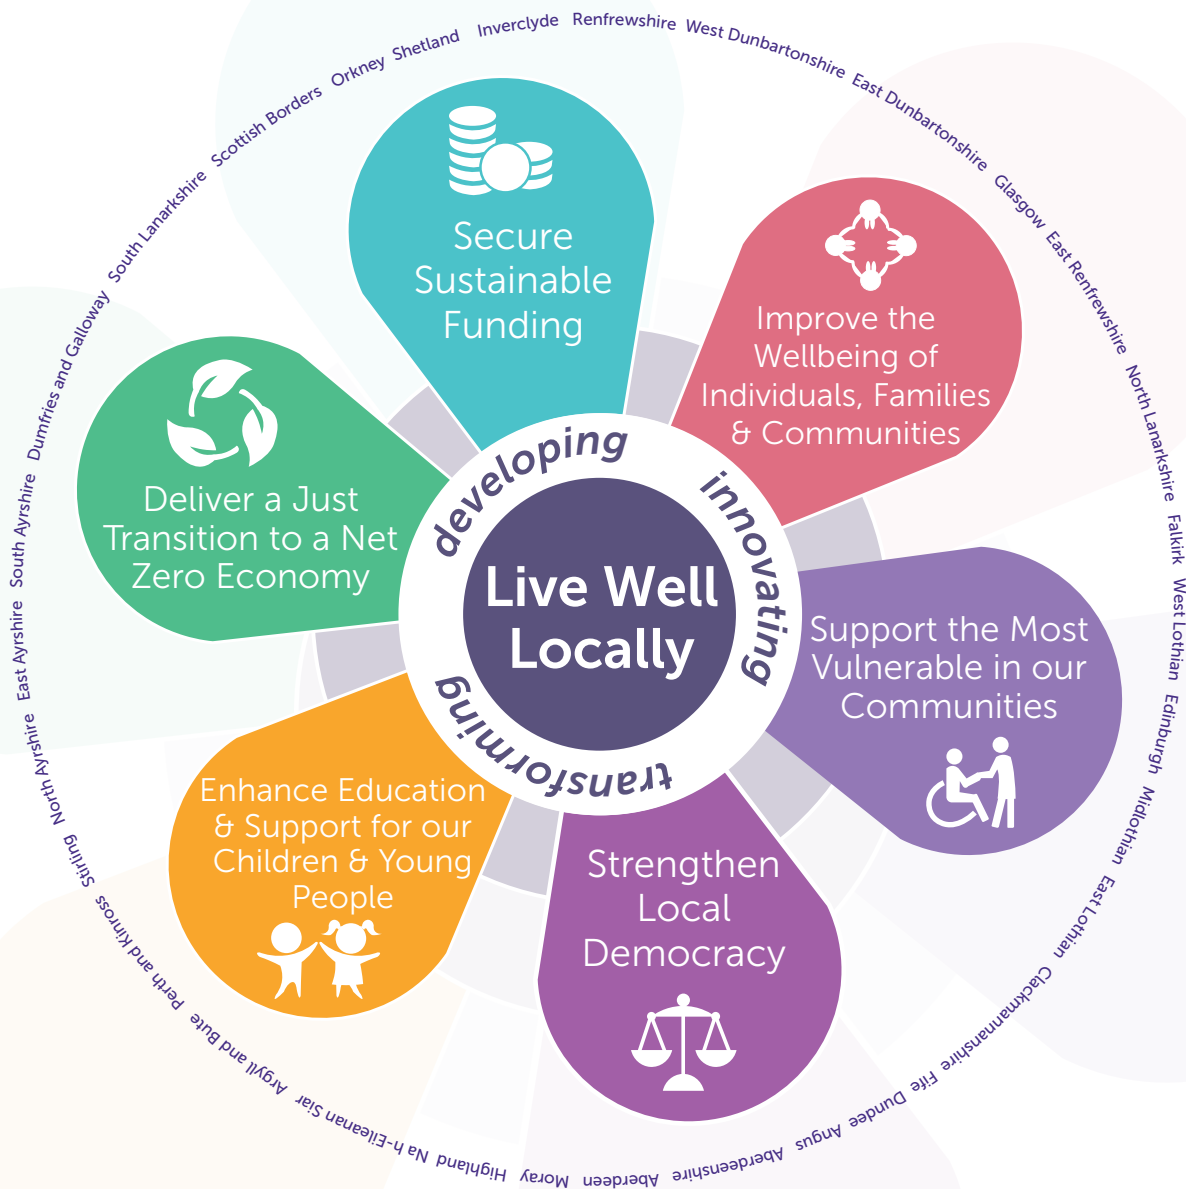 Inverclyde Renfrewshire West Dunbartonshire East Dunbartonshire Glasgow East Renfrewshire North Lanarkshire Falkirk West Lothian Edinburgh Midlothian East Lothian Clackmannanshire Fife Dundee Angus Aberdeenshire Aberdeen Moray Highland Na h-Eileanan Siar Argyll and Bute Perth and Kinross Stirling North Ayrshire East Ayrshire South Ayrshire Dumfries and Galloway South Lanarkshire Scottish Borders Orkney Shetland
Secure
Sustainable
Funding
Improve the
Wellbeing of
Individuals, Families
& Communities
Support the Most
Vulnerable in our
Communities
Strengthen
Local
Democracy
Enhance Education
& Support for our
Children & Young
People
Deliver a Just
Transition to a Net
Zero Economy
developing
innovating
transforming
Live Well
Locally